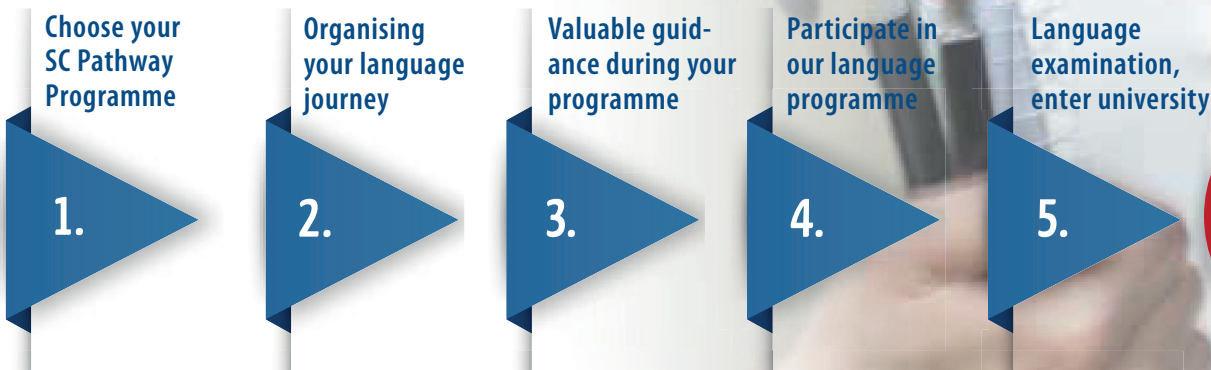 Choose your
SC Pathway
Programme
1.
Organising
your language
journey
2.
Valuable guid-
ance during your
programme
3.
Participate in
our language
programme
4.
Language
examination,
enter university
5.